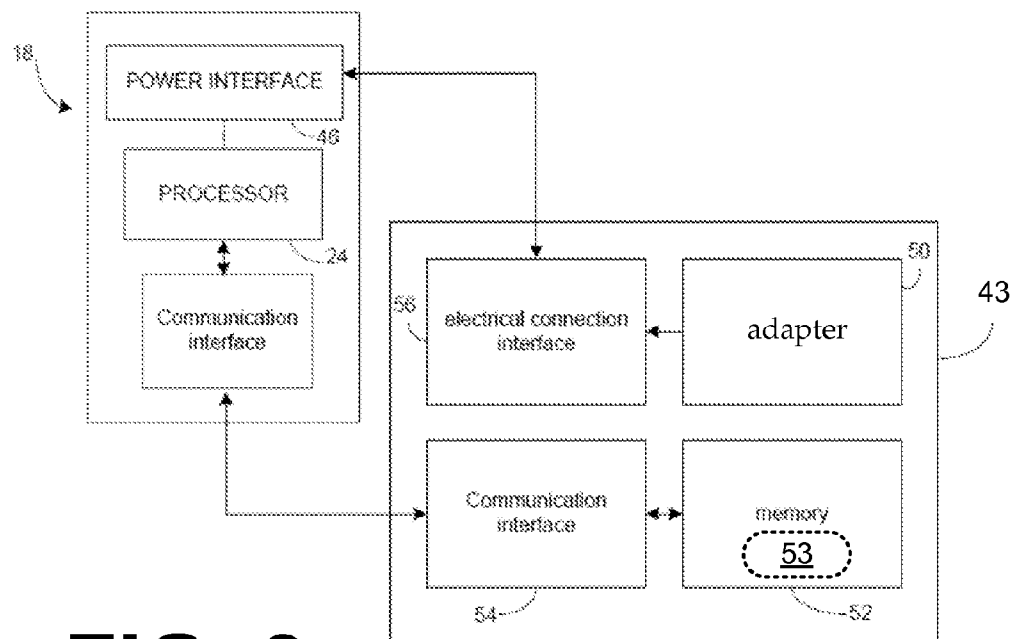 18
POWER INTERFACE
46
PROCESSOR
24
Communication
interface
56
electrical connection
interface
adapter
50
43
Communication
interface
54
memory
53
52